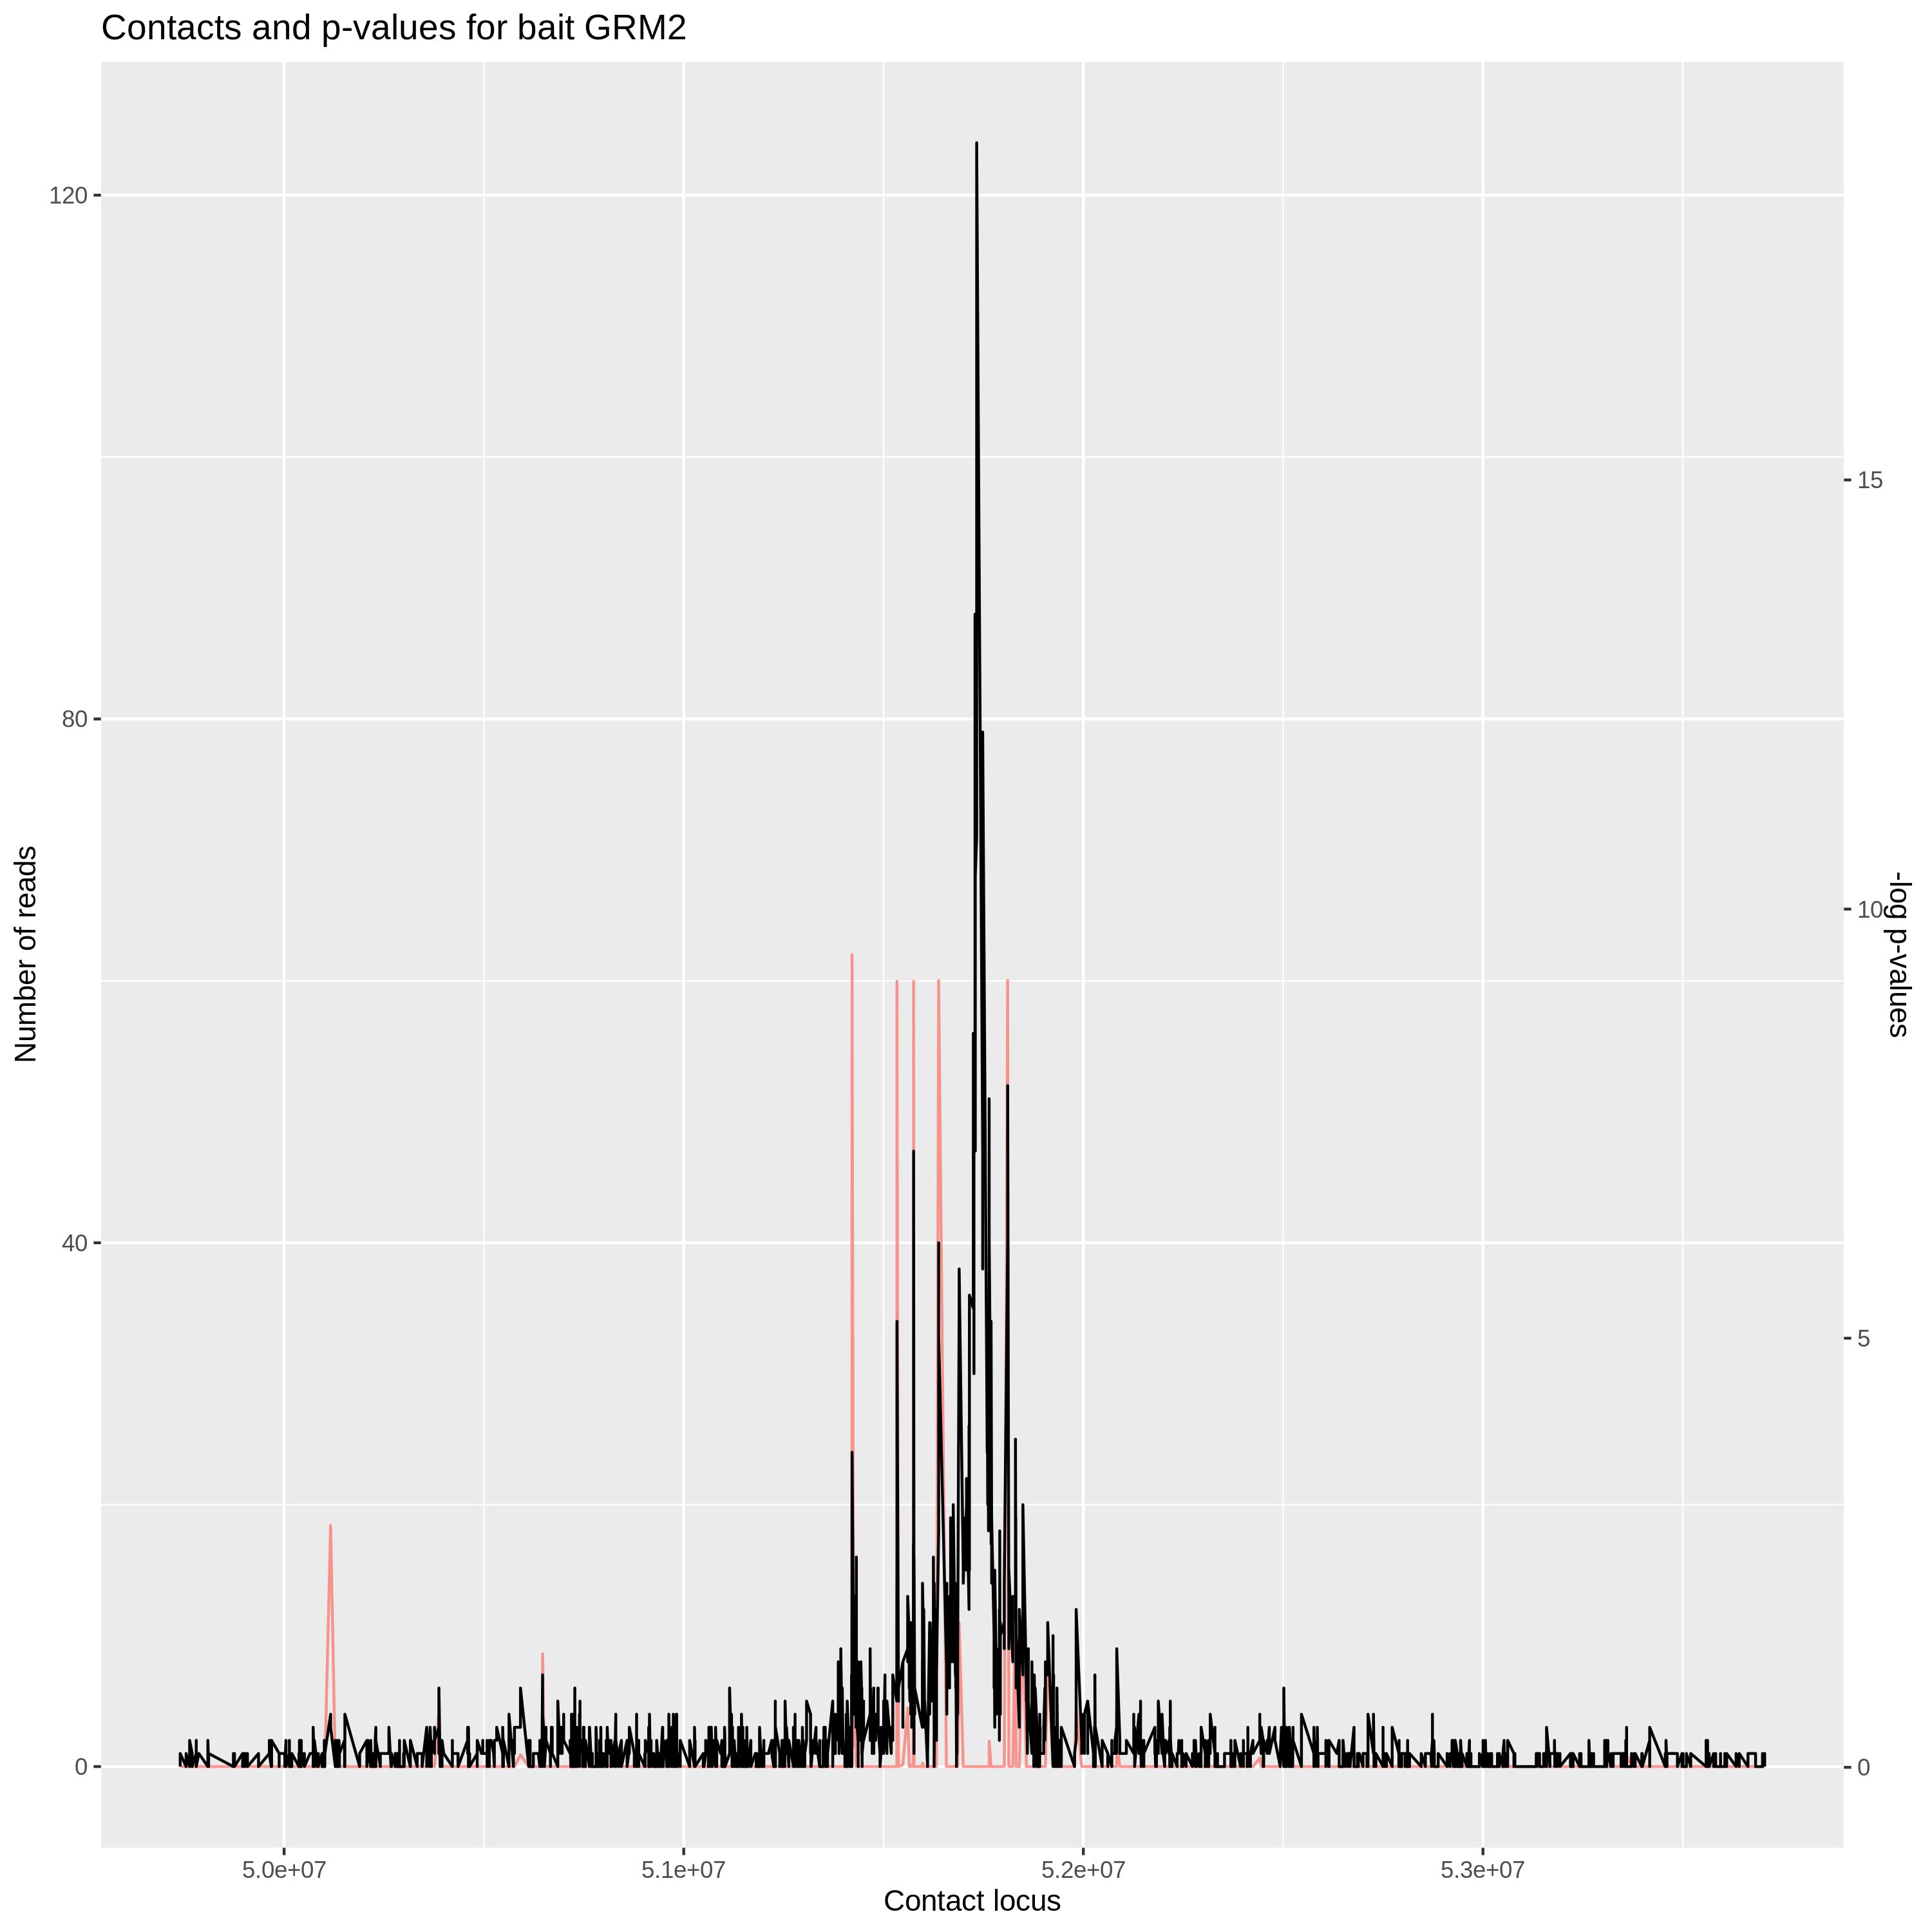 Contacts and p-values for bait GRM2
120
80
40
0
Number of reads
15
10
5
0
-log p-values
5.0e+07
5.1e+07
5.2e+07
5.3e+07
Contact locus